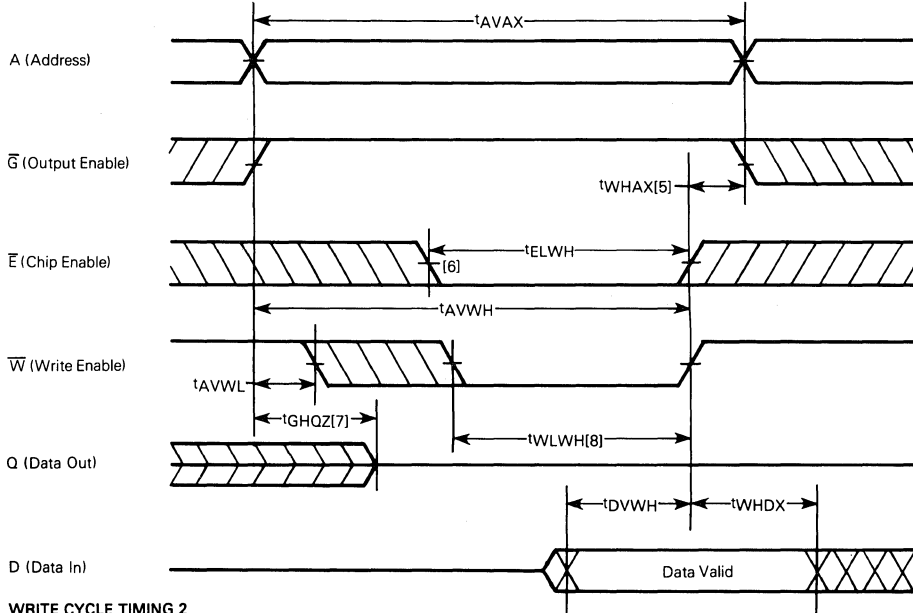 tAVAX
A (Address)
G̅ (Output Enable)
tWHAX[5]
tELWH
E̅ (Chip Enable)
[6]
tAVWH
W̅ (Write Enable)
tAVWL
tGHQZ[7]
tWLWH[8]
Q (Data Out)
tDVWH
tWHDX
D (Data In)
Data Valid
WRITE CYCLE TIMING 2